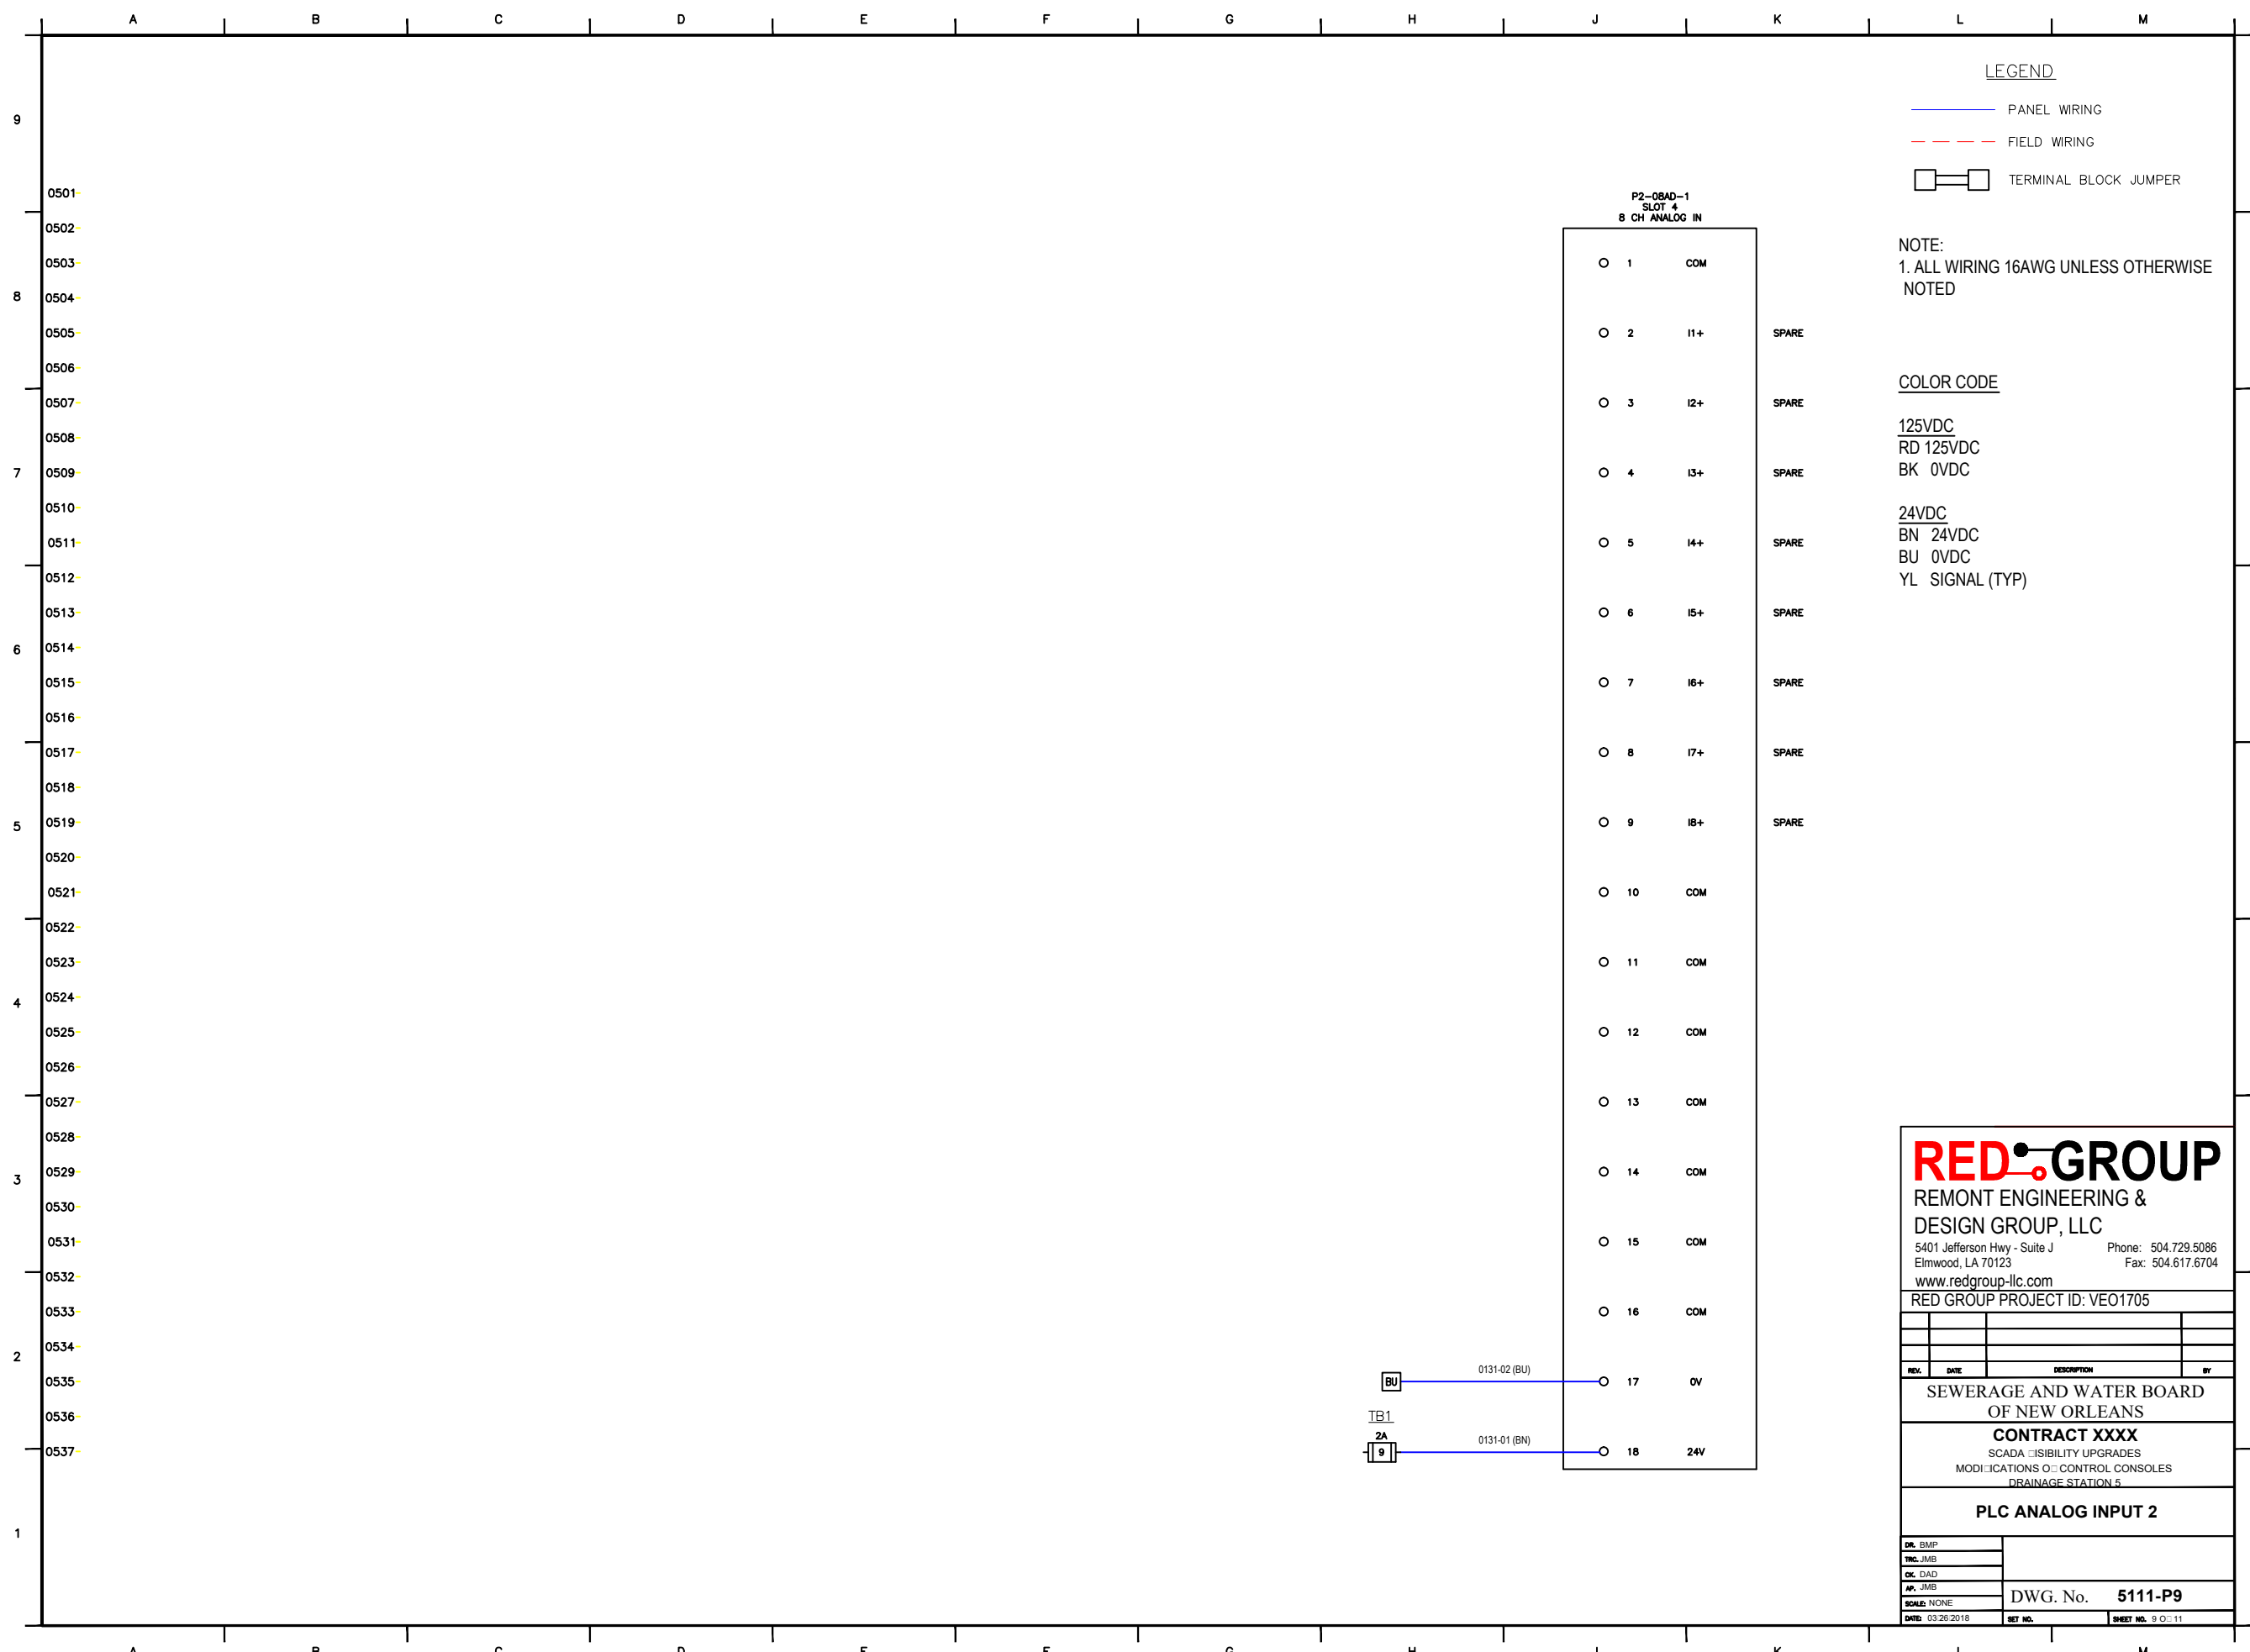 A B C D E F G H J K L M
LEGEND
PANEL WIRING
9
FIELD WIRING
TERMINAL BLOCK JUMPER
0501
P2-08AD-1
SLOT 4
8 CH ANALOG IN
0502
NOTE:
1. ALL WIRING 16AWG UNLESS OTHERWISE
NOTED
0503 1 COM
8 0504
0505 2 I1+ SPARE
0506
COLOR CODE
0507 3 I2+ SPARE
125VDC
RD 125VDC
BK 0VDC
0508
7 0509 4 I3+ SPARE
0510
24VDC
BN 24VDC
BU 0VDC
YL SIGNAL (TYP)
0511 5 I4+ SPARE
0512
0513 6 I5+ SPARE
6 0514
0515 7 I6+ SPARE
0516
0517 8 I7+ SPARE
0518
5 0519 9 I8+ SPARE
0520
0521 10 COM
0522
0523 11 COM
4 0524
0525 12 COM
0526
0527 13 COM
0528
3 0529 14 COM
0530
0531 15 COM
0532
0533 16 COM
2 0534
0535 BU 0131-02 (BU) 17 0V
0536
TB1
2A
0537 9 0131-01 (BN) 18 24V
1
RED GROUP
REMONT ENGINEERING &
DESIGN GROUP, LLC
5401 Jefferson Hwy - Suite J Phone: 504.729.5086
Elmwood, LA 70123 Fax: 504.617.6704
www.redgroup-llc.com
RED GROUP PROJECT ID: VEO1705
REV. DATE DESCRIPTION BY
SEWERAGE AND WATER BOARD
OF NEW ORLEANS
CONTRACT XXXX
SCADA □ISIBILITY UPGRADES
MODI□ICATIONS O□ CONTROL CONSOLES
DRAINAGE STATION 5
PLC ANALOG INPUT 2
DR. BMP
TRC. JMB
CK. DAD
AP. JMB
SCALE: NONE
DWG. No. 5111-P9
DATE: 03 26 2018 SET NO. SHEET NO. 9 O□ 11